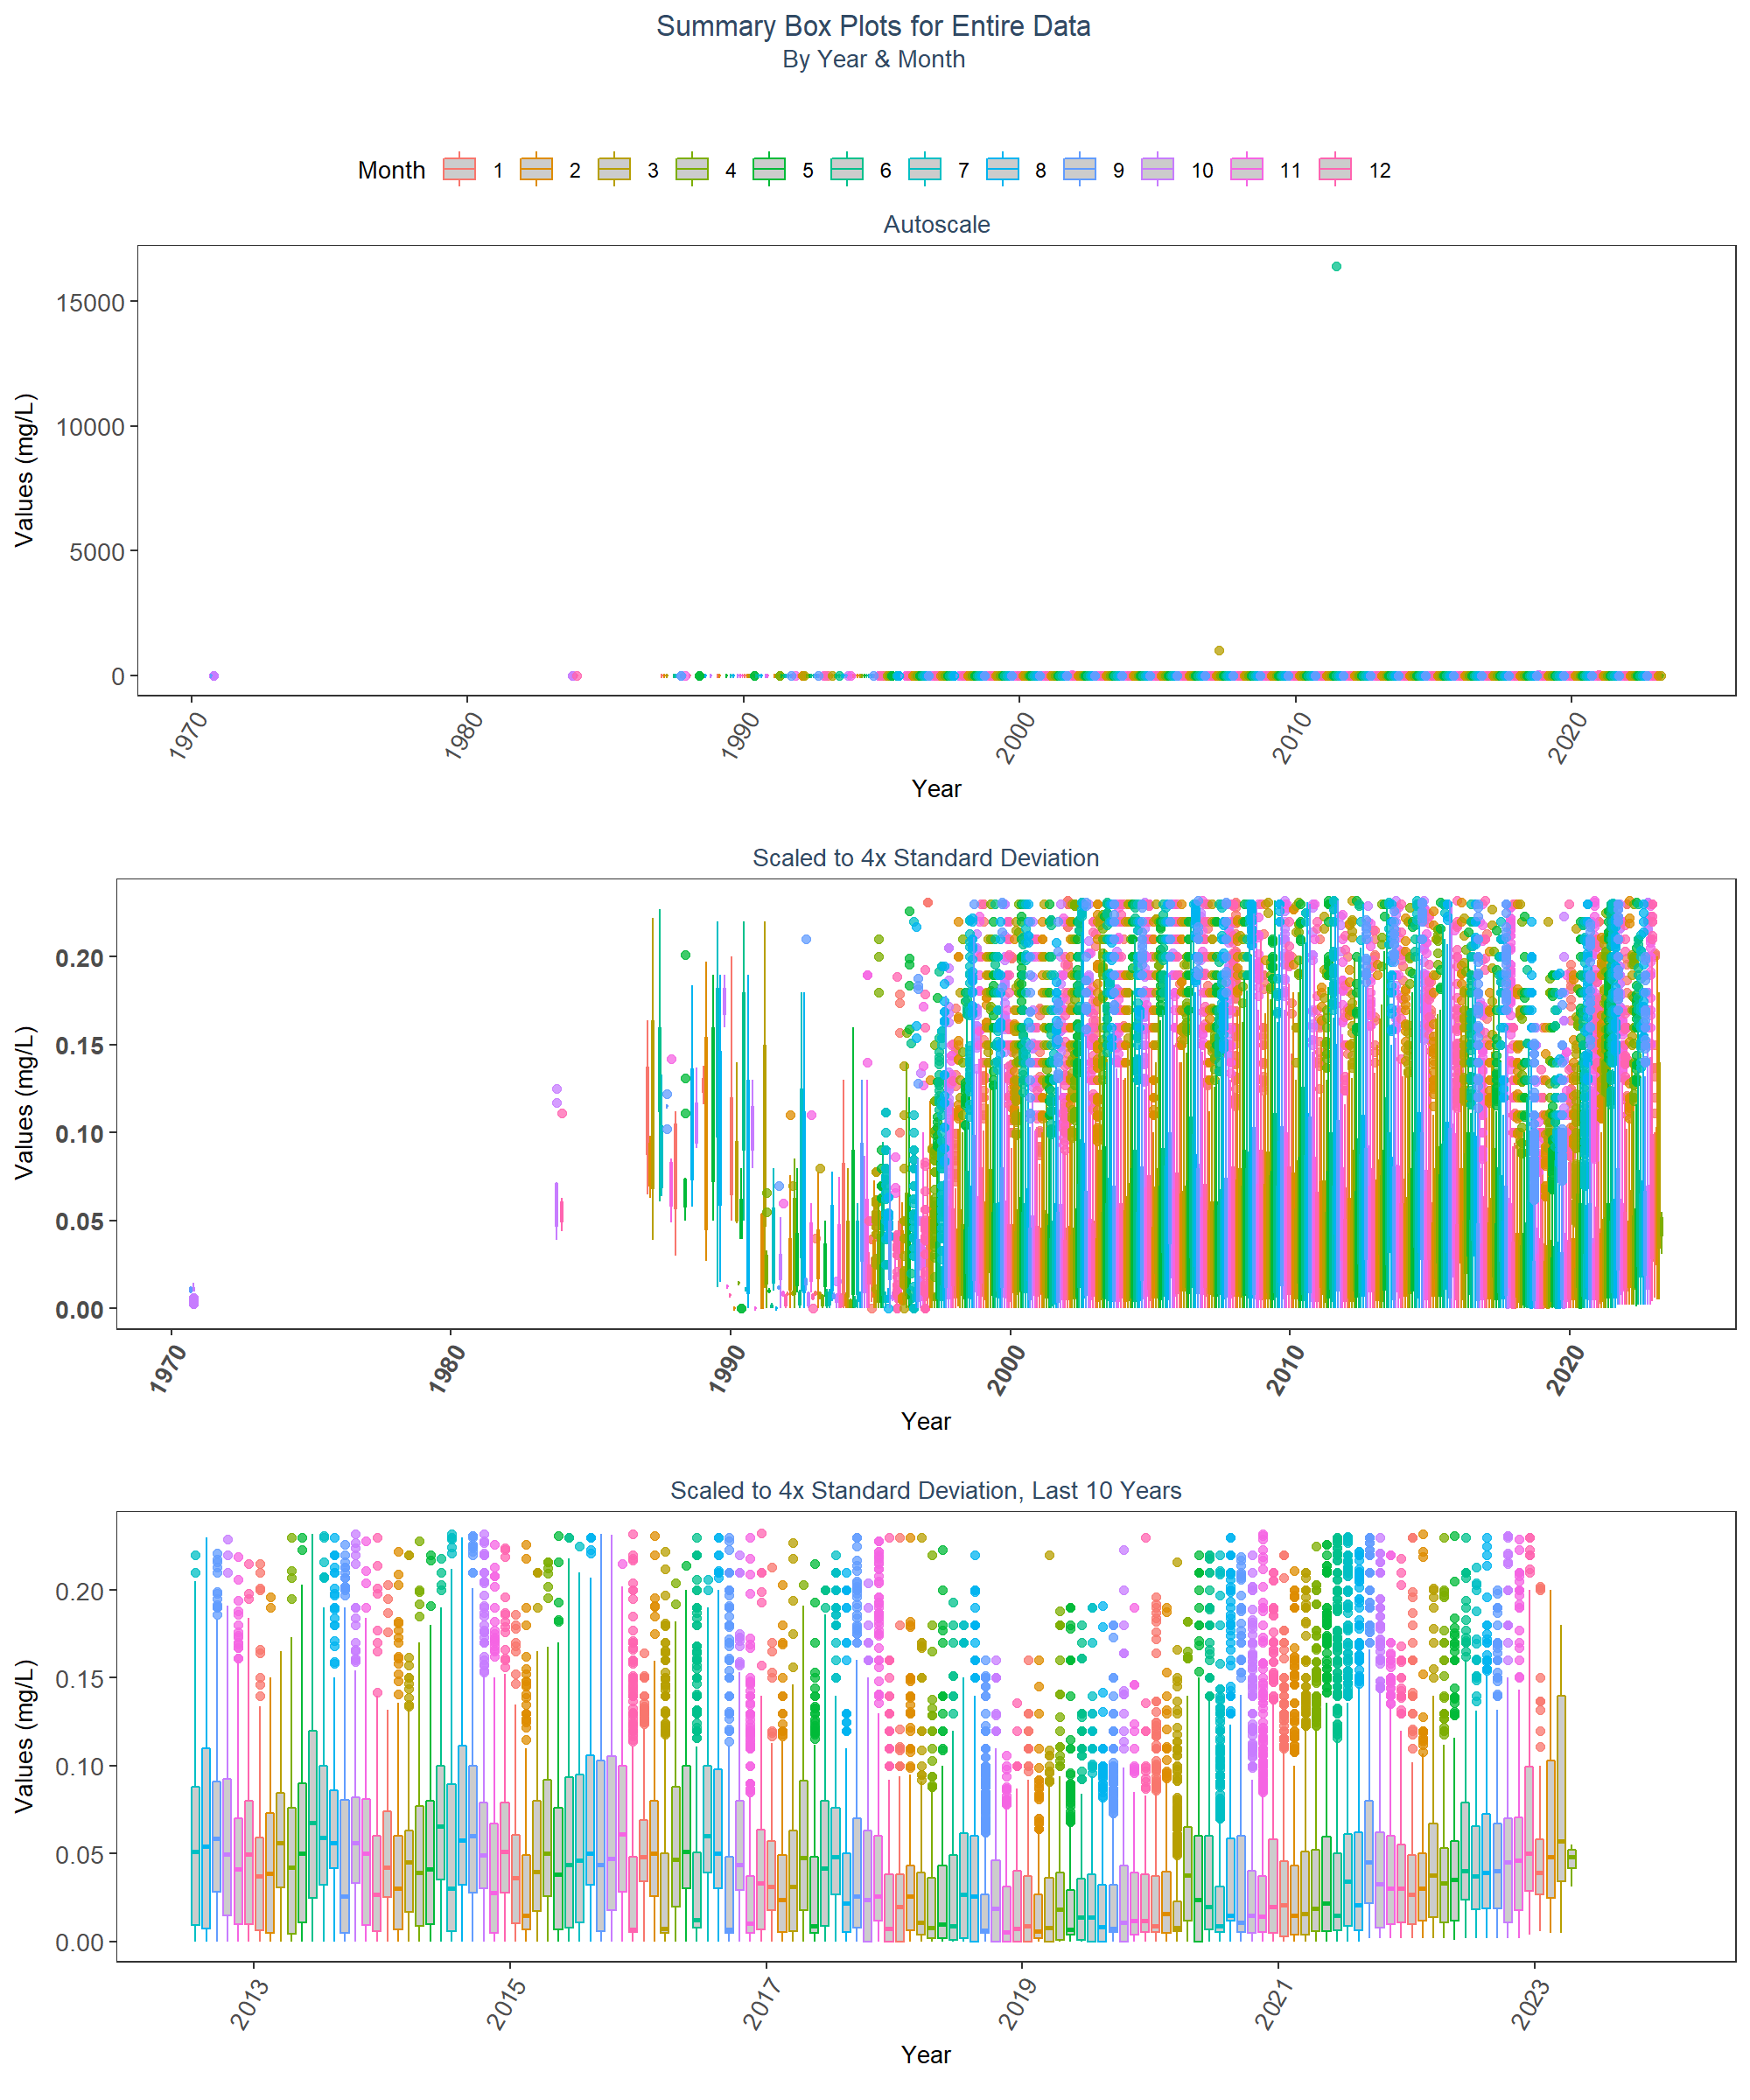 Summary Box Plots for Entire Data
By Year & Month
Month 1 2 3 4 5 6 7 8 9 10 11 12
Autoscale
Values (mg/L)
15000
10000
5000
0
1970 1980 1990 2000 2010 2020
Year
Scaled to 4x Standard Deviation
Values (mg/L)
0.20
0.15
0.10
0.05
0.00
1970 1980 1990 2000 2010 2020
Year
Scaled to 4x Standard Deviation, Last 10 Years
Values (mg/L)
0.20
0.15
0.10
0.05
0.00
2013 2015 2017 2019 2021 2023
Year